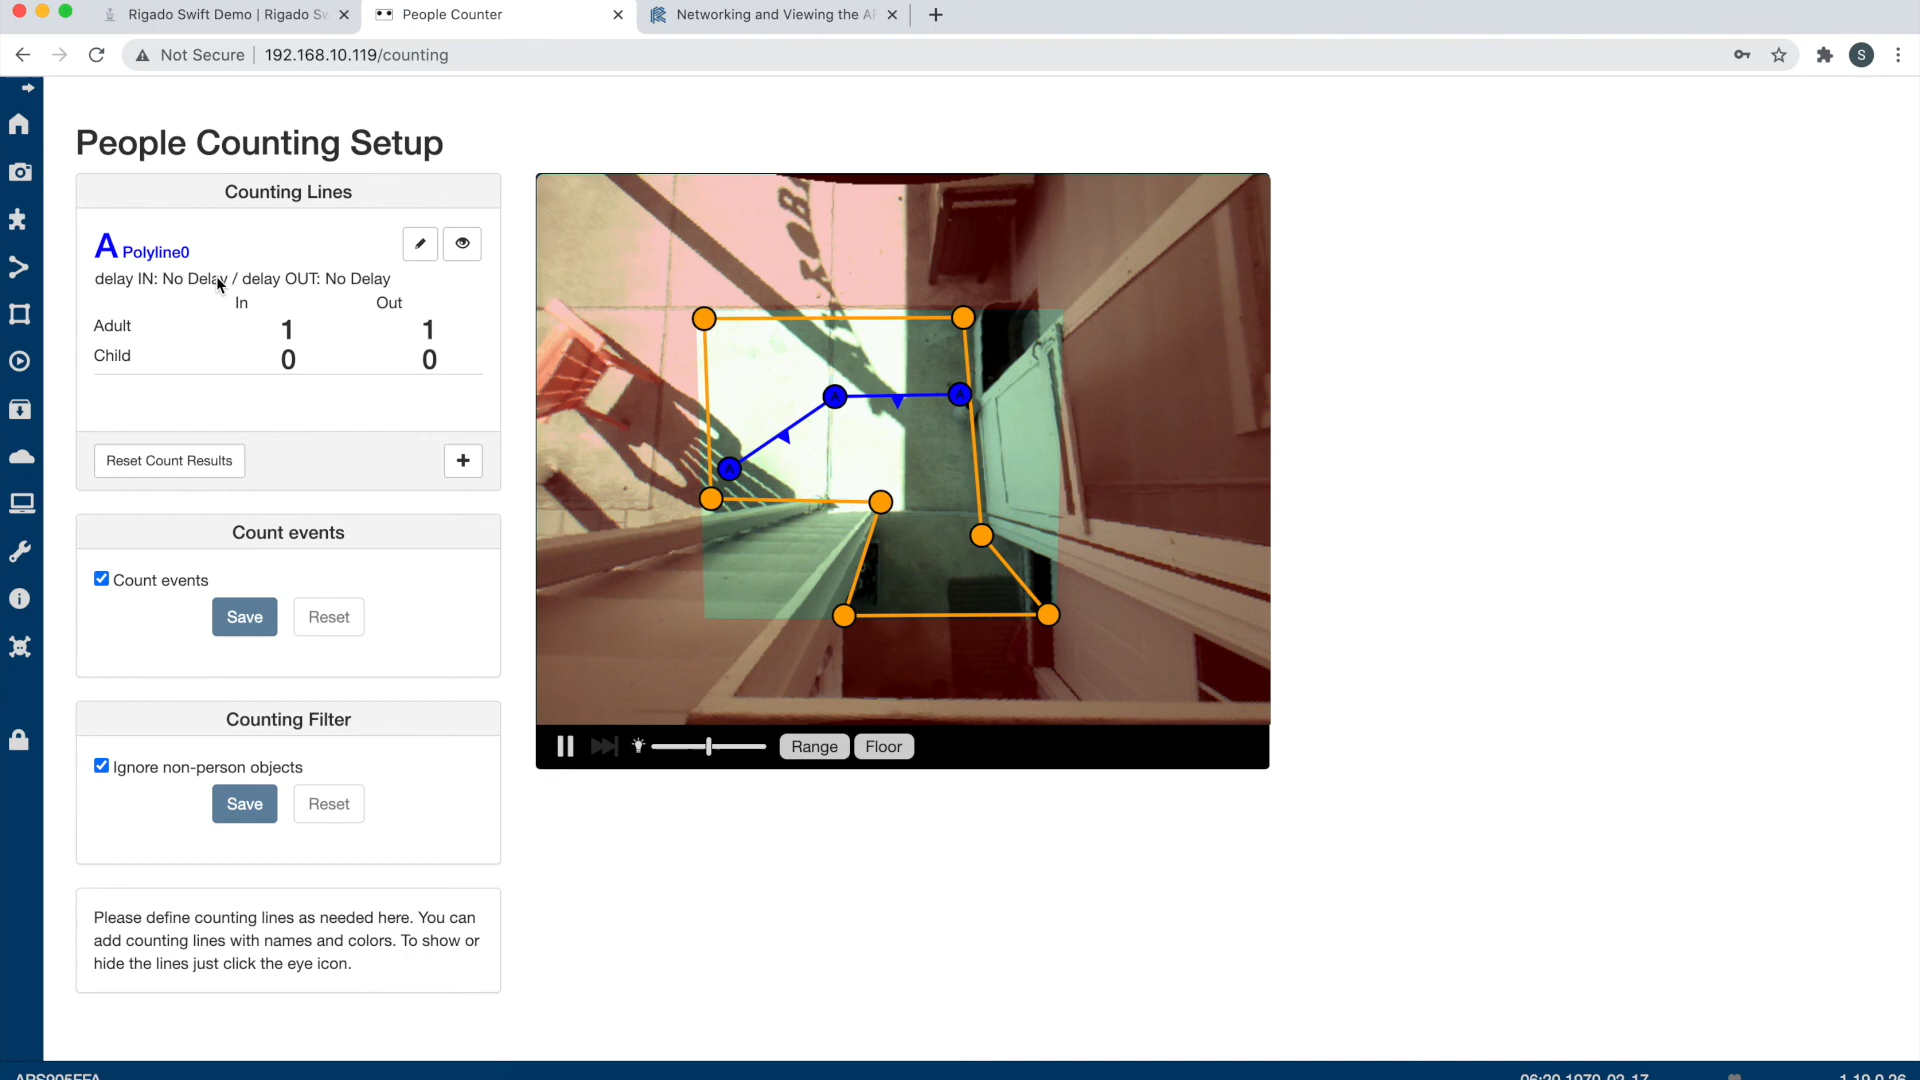 Rigado Swift Demo | Rigado Sw
People Counter
Networking and Viewing the AP
Not Secure
192.168.10.119/counting
S
People Counting Setup
Counting Lines
A Polyline0
delay IN: No Delay / delay OUT: No Delay
In Out
Adult 1 1
Child 0 0
Reset Count Results
+
Count events
Count events
Save Reset
Counting Filter
Ignore non-person objects
Save Reset
Please define counting lines as needed here. You can
add counting lines with names and colors. To show or
hide the lines just click the eye icon.
A A
A
Range Floor